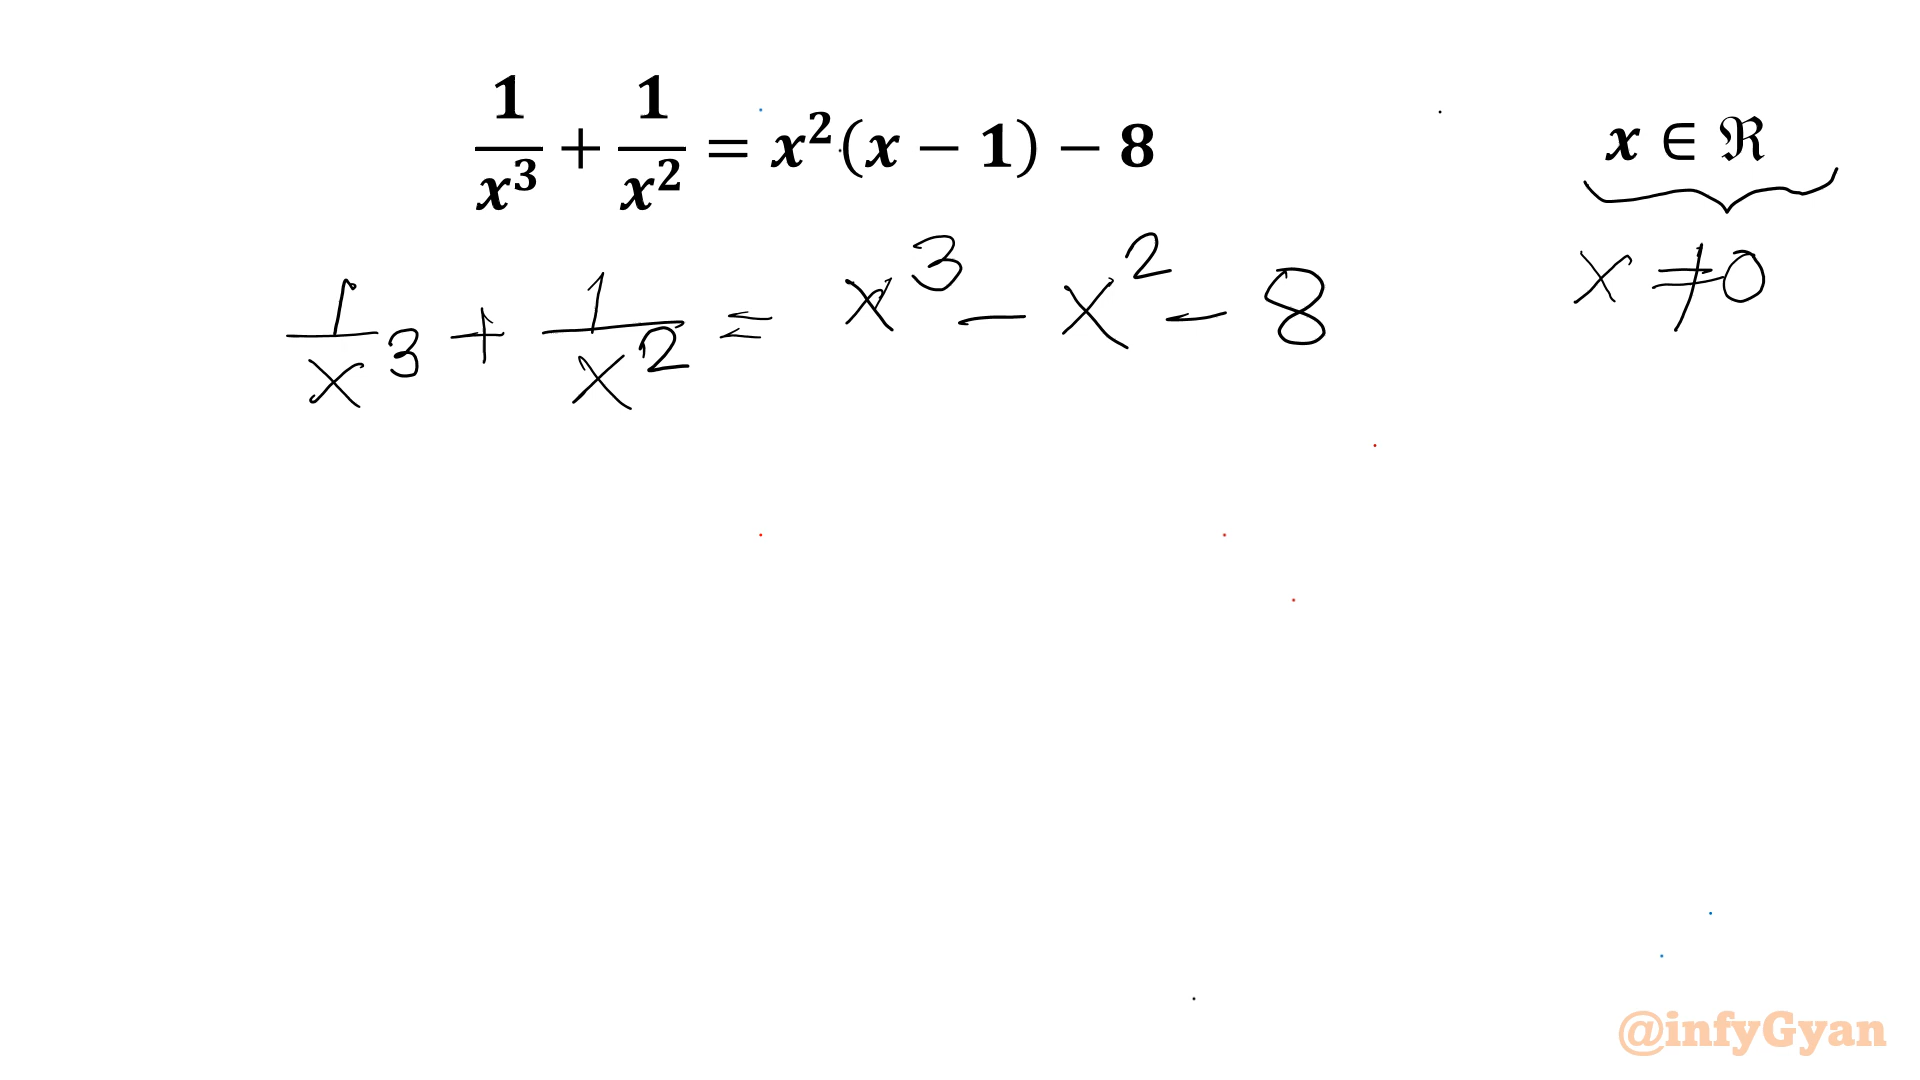 1/x³ + 1/x² = x²(x − 1) − 8
x ∈ ℜ
1/x³ + 1/x² = x³ − x² − 8
x ≠ 0
@infyGyan